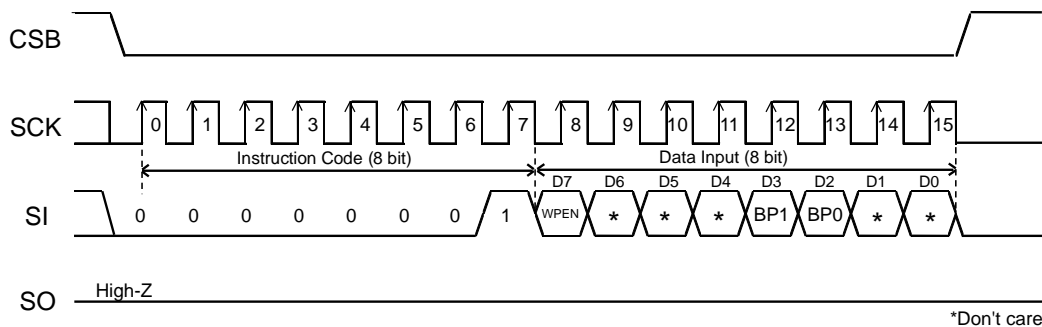 CSB
SCK 0 1 2 3 4 5 6 7 8 9 10 11 12 13 14 15
Instruction Code (8 bit) Data Input (8 bit)
D7 D6 D5 D4 D3 D2 D1 D0
SI 0 0 0 0 0 0 0 1 WPEN * * * BP1 BP0 * *
High-Z
SO
*Don't care